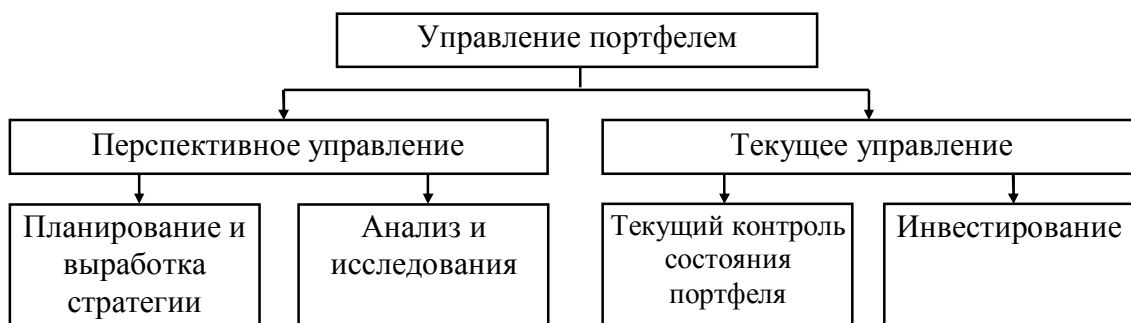 Управление портфелем
Перспективное управление
Текущее управление
Планирование и
выработка
стратегии
Анализ и
исследования
Текущий контроль
состояния
портфеля
Инвестирование